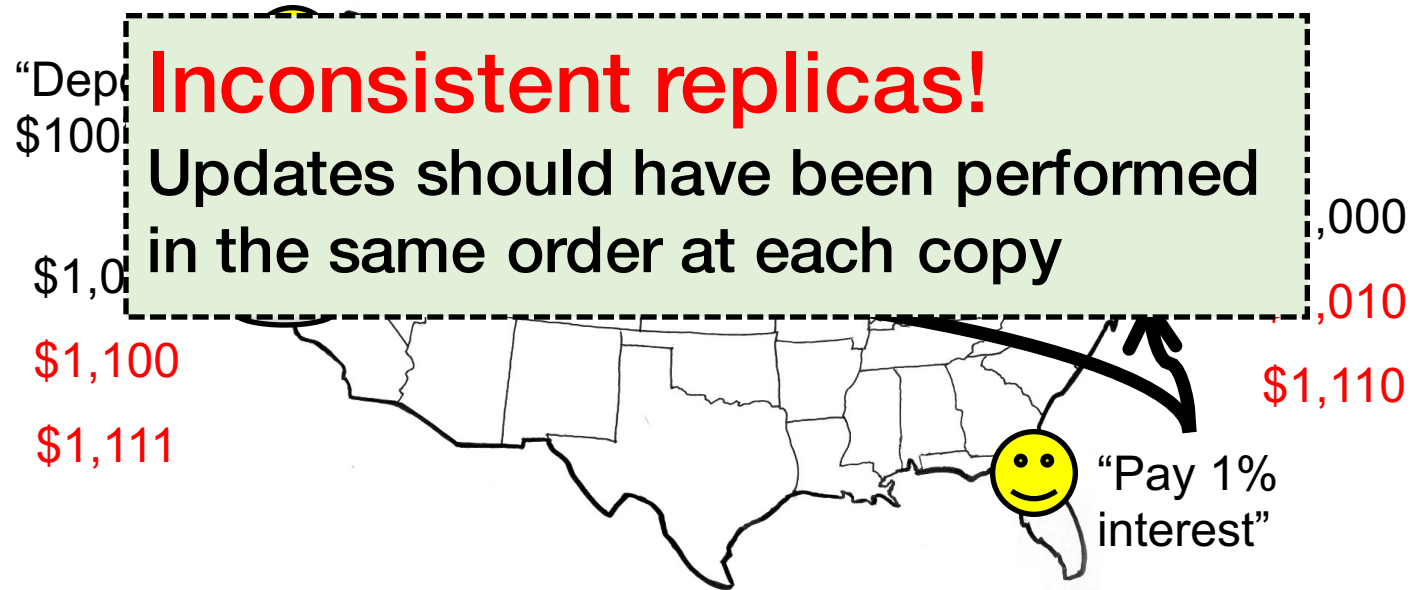 Inconsistent replicas!
Updates should have been performed
in the same order at each copy
“Depo
$100
,000
$1,0
,010
$1,100
$1,110
$1,111
“Pay 1%
interest”